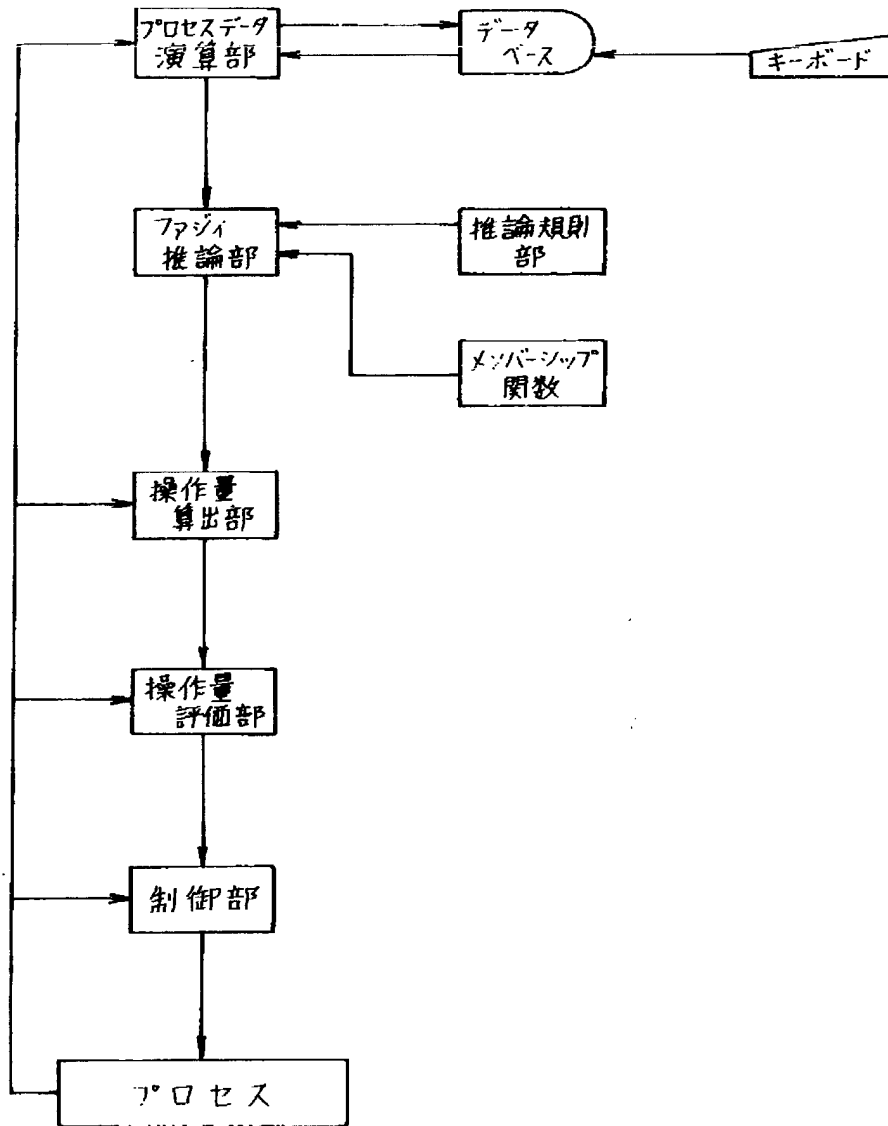 プロセスデータ
演算部
データ
ベース
キーボード
ファジィ
推論部
推論規則
部
メンバーシップ
関数
操作量
算出部
操作量
評価部
制御部
プロセス